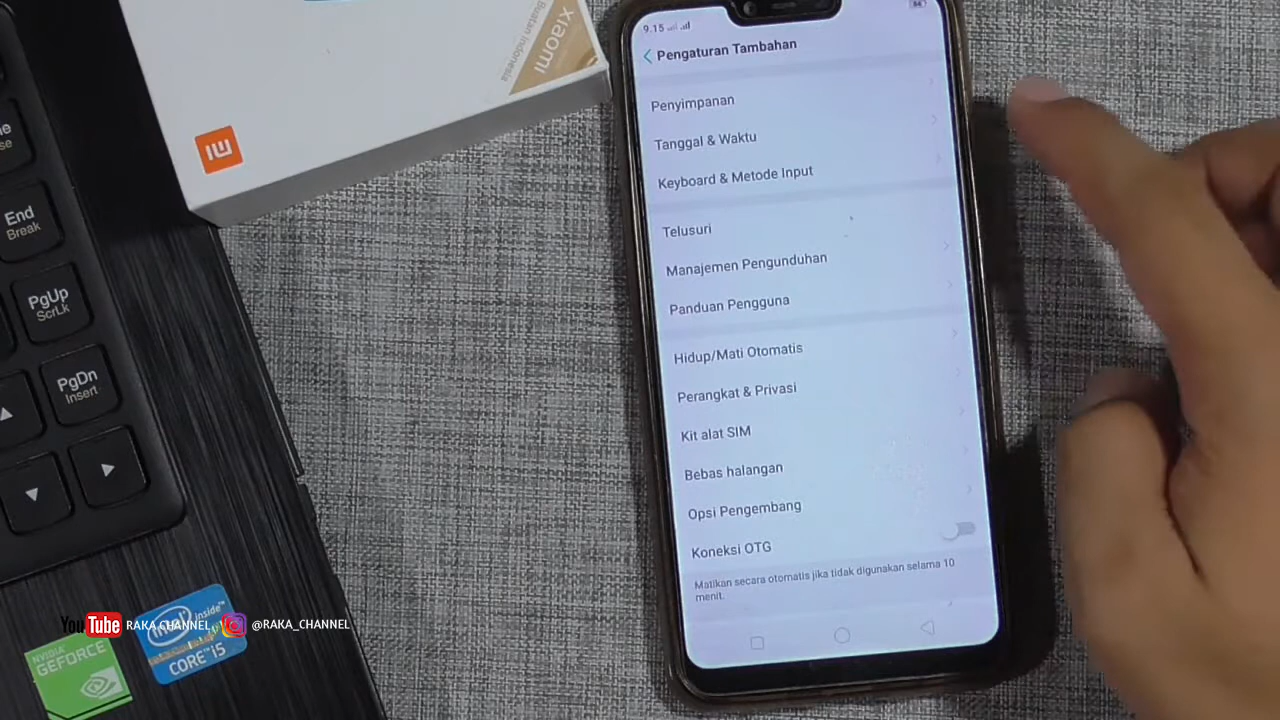 Xiaomi
Buatan Indonesia
End
Break
PgUp
ScrLk
PgDn
Insert
9.15
Pengaturan Tambahan
Penyimpanan
Tanggal & Waktu
Keyboard & Metode Input
Telusuri
Manajemen Pengunduhan
Panduan Pengguna
Hidup/Mati Otomatis
Perangkat & Privasi
Kit alat SIM
Bebas halangan
Opsi Pengembang
Koneksi OTG
Matikan secara otomatis jika tidak digunakan selama 10
menit.
YouTube RAKA CHANNEL @RAKA_CHANNEL
intel inside
CORE i5
NVIDIA
GEFORCE